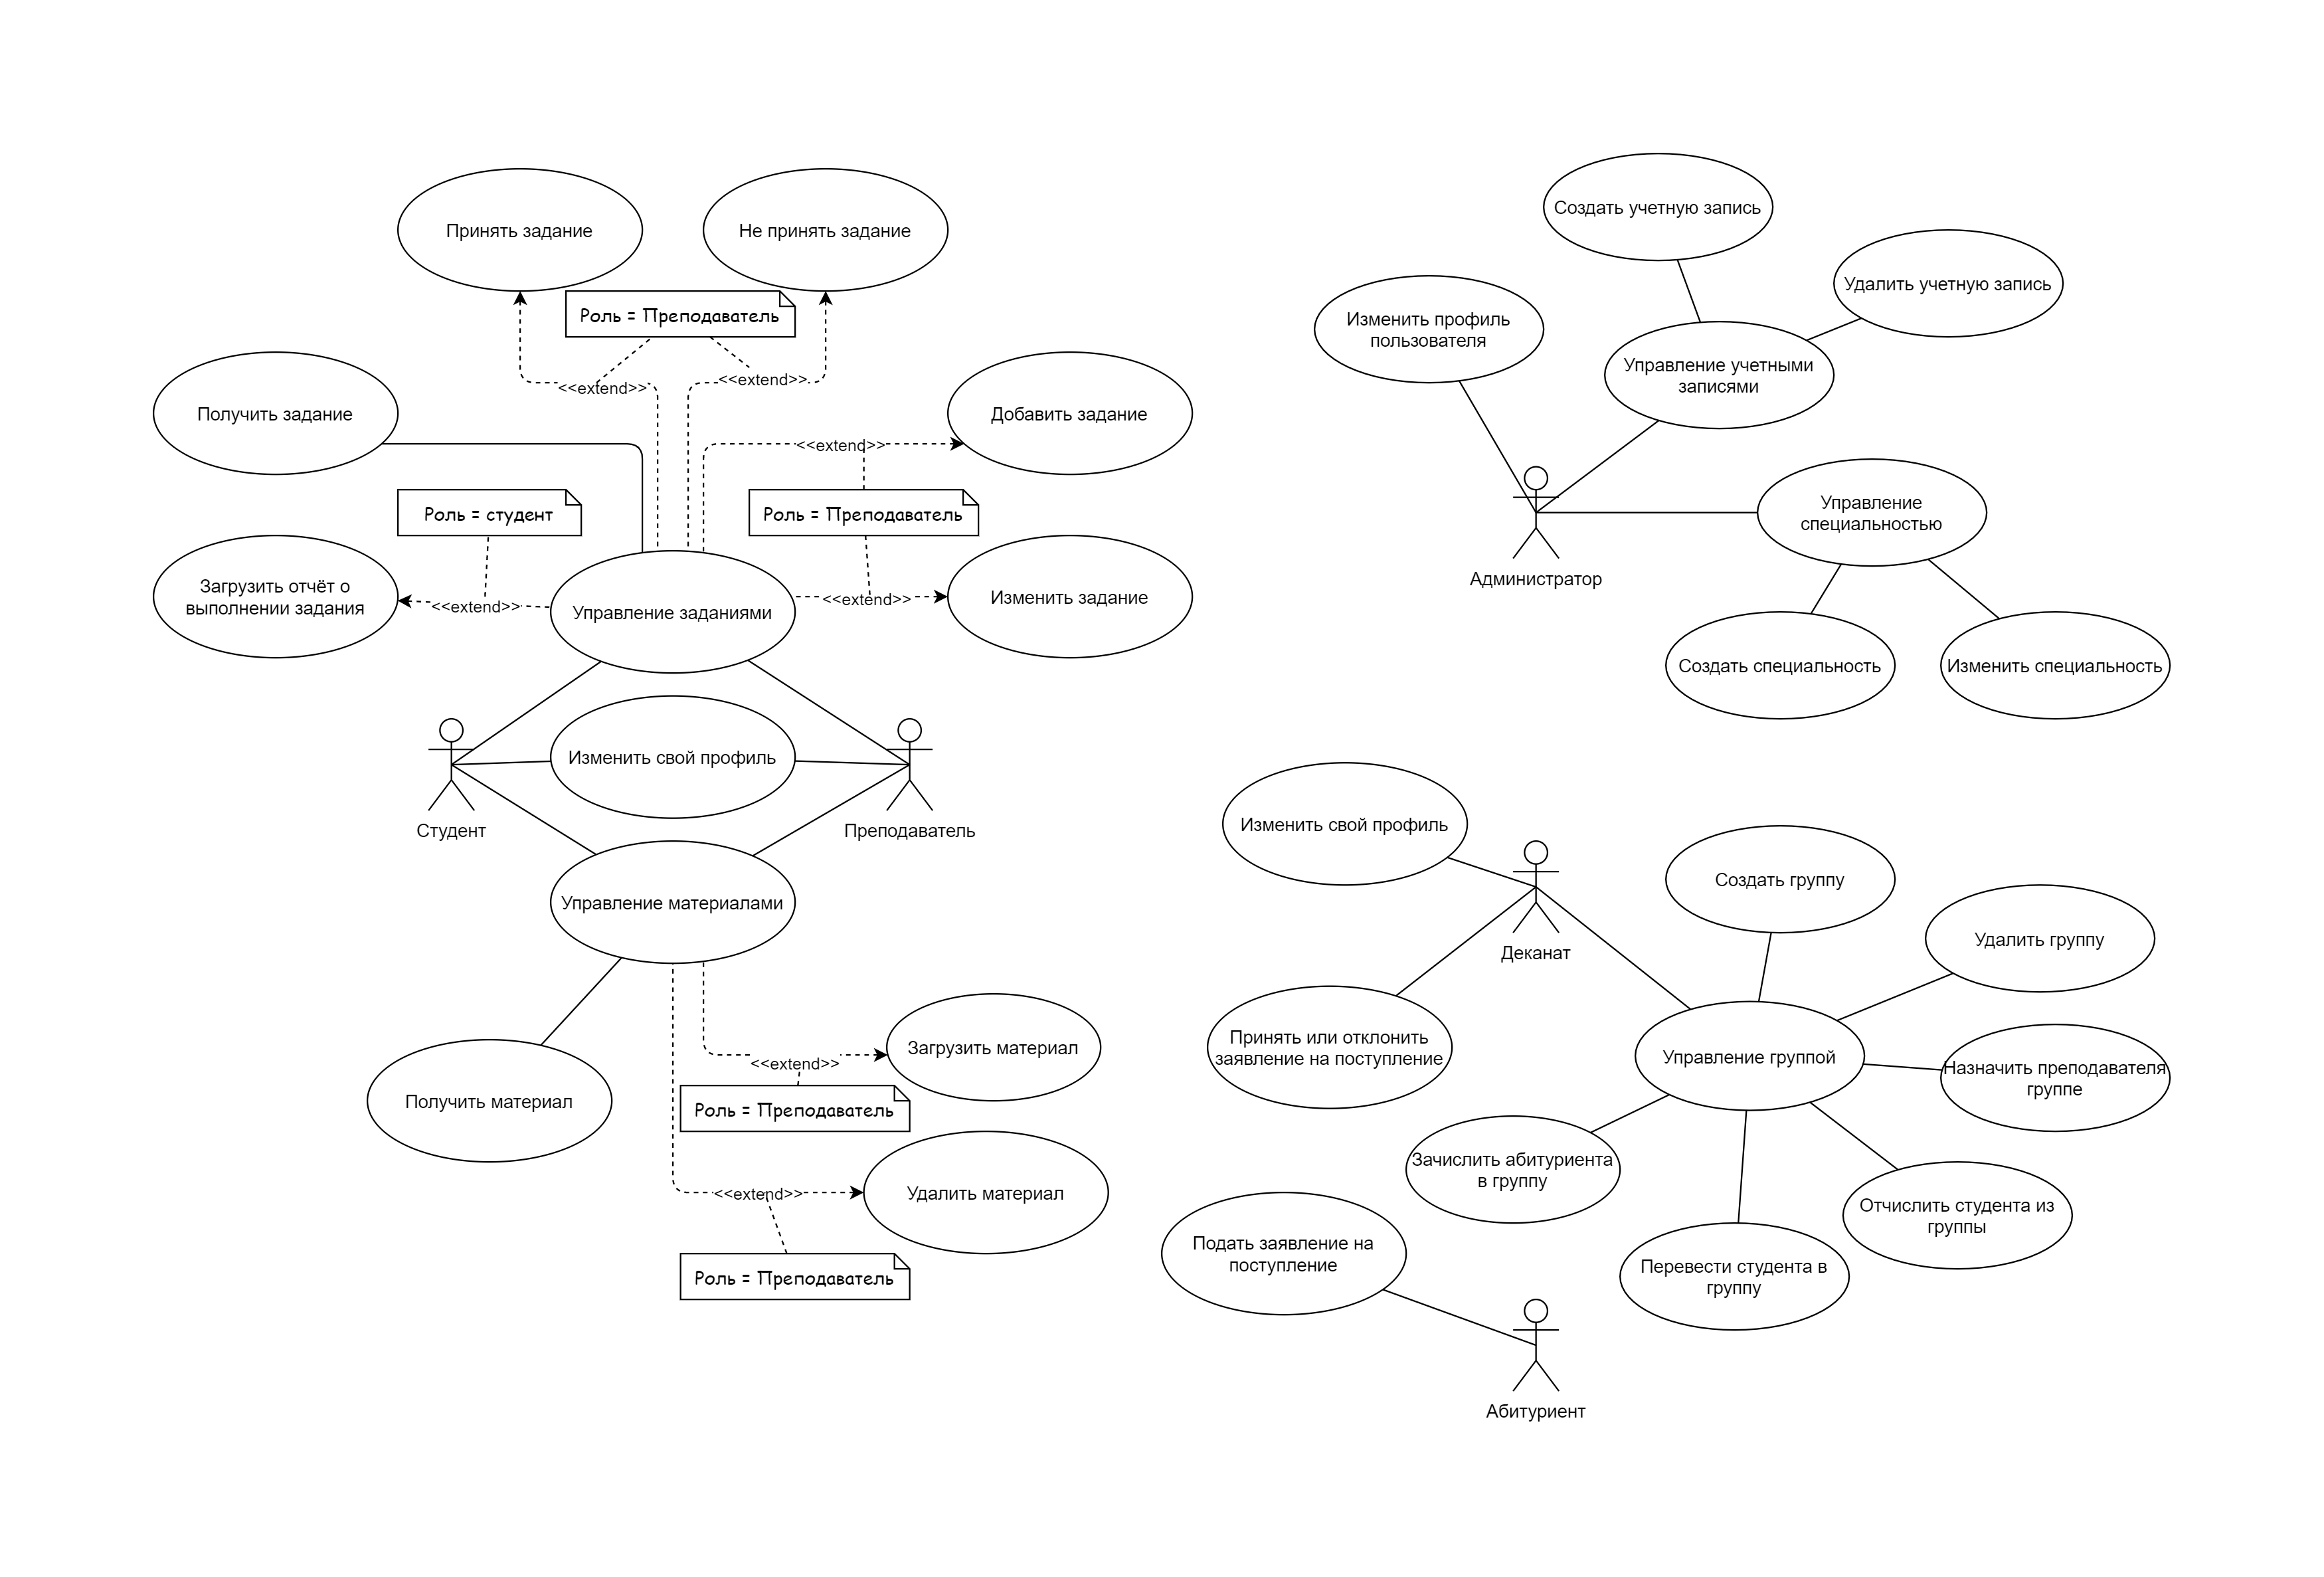 Принять задание
Не принять задание
Роль = Преподаватель
<<extend>>
<<extend>>
Получить задание
Добавить задание
<<extend>>
Роль = студент
Роль = Преподаватель
Загрузить отчёт о
выполнении задания
<<extend>>
Управление заданиями
<<extend>>
Изменить задание
Изменить свой профиль
Студент
Преподаватель
Управление материалами
Получить материал
<<extend>>
Загрузить материал
Роль = Преподаватель
<<extend>>
Удалить материал
Роль = Преподаватель
Создать учетную запись
Удалить учетную запись
Изменить профиль
пользователя
Управление учетными
записями
Управление
специальностью
Администратор
Создать специальность
Изменить специальность
Изменить свой профиль
Деканат
Создать группу
Удалить группу
Принять или отклонить
заявление на поступление
Управление группой
Назначить преподавателя
группе
Зачислить абитуриента
в группу
Отчислить студента из
группы
Перевести студента в
группу
Подать заявление на
поступление
Абитуриент